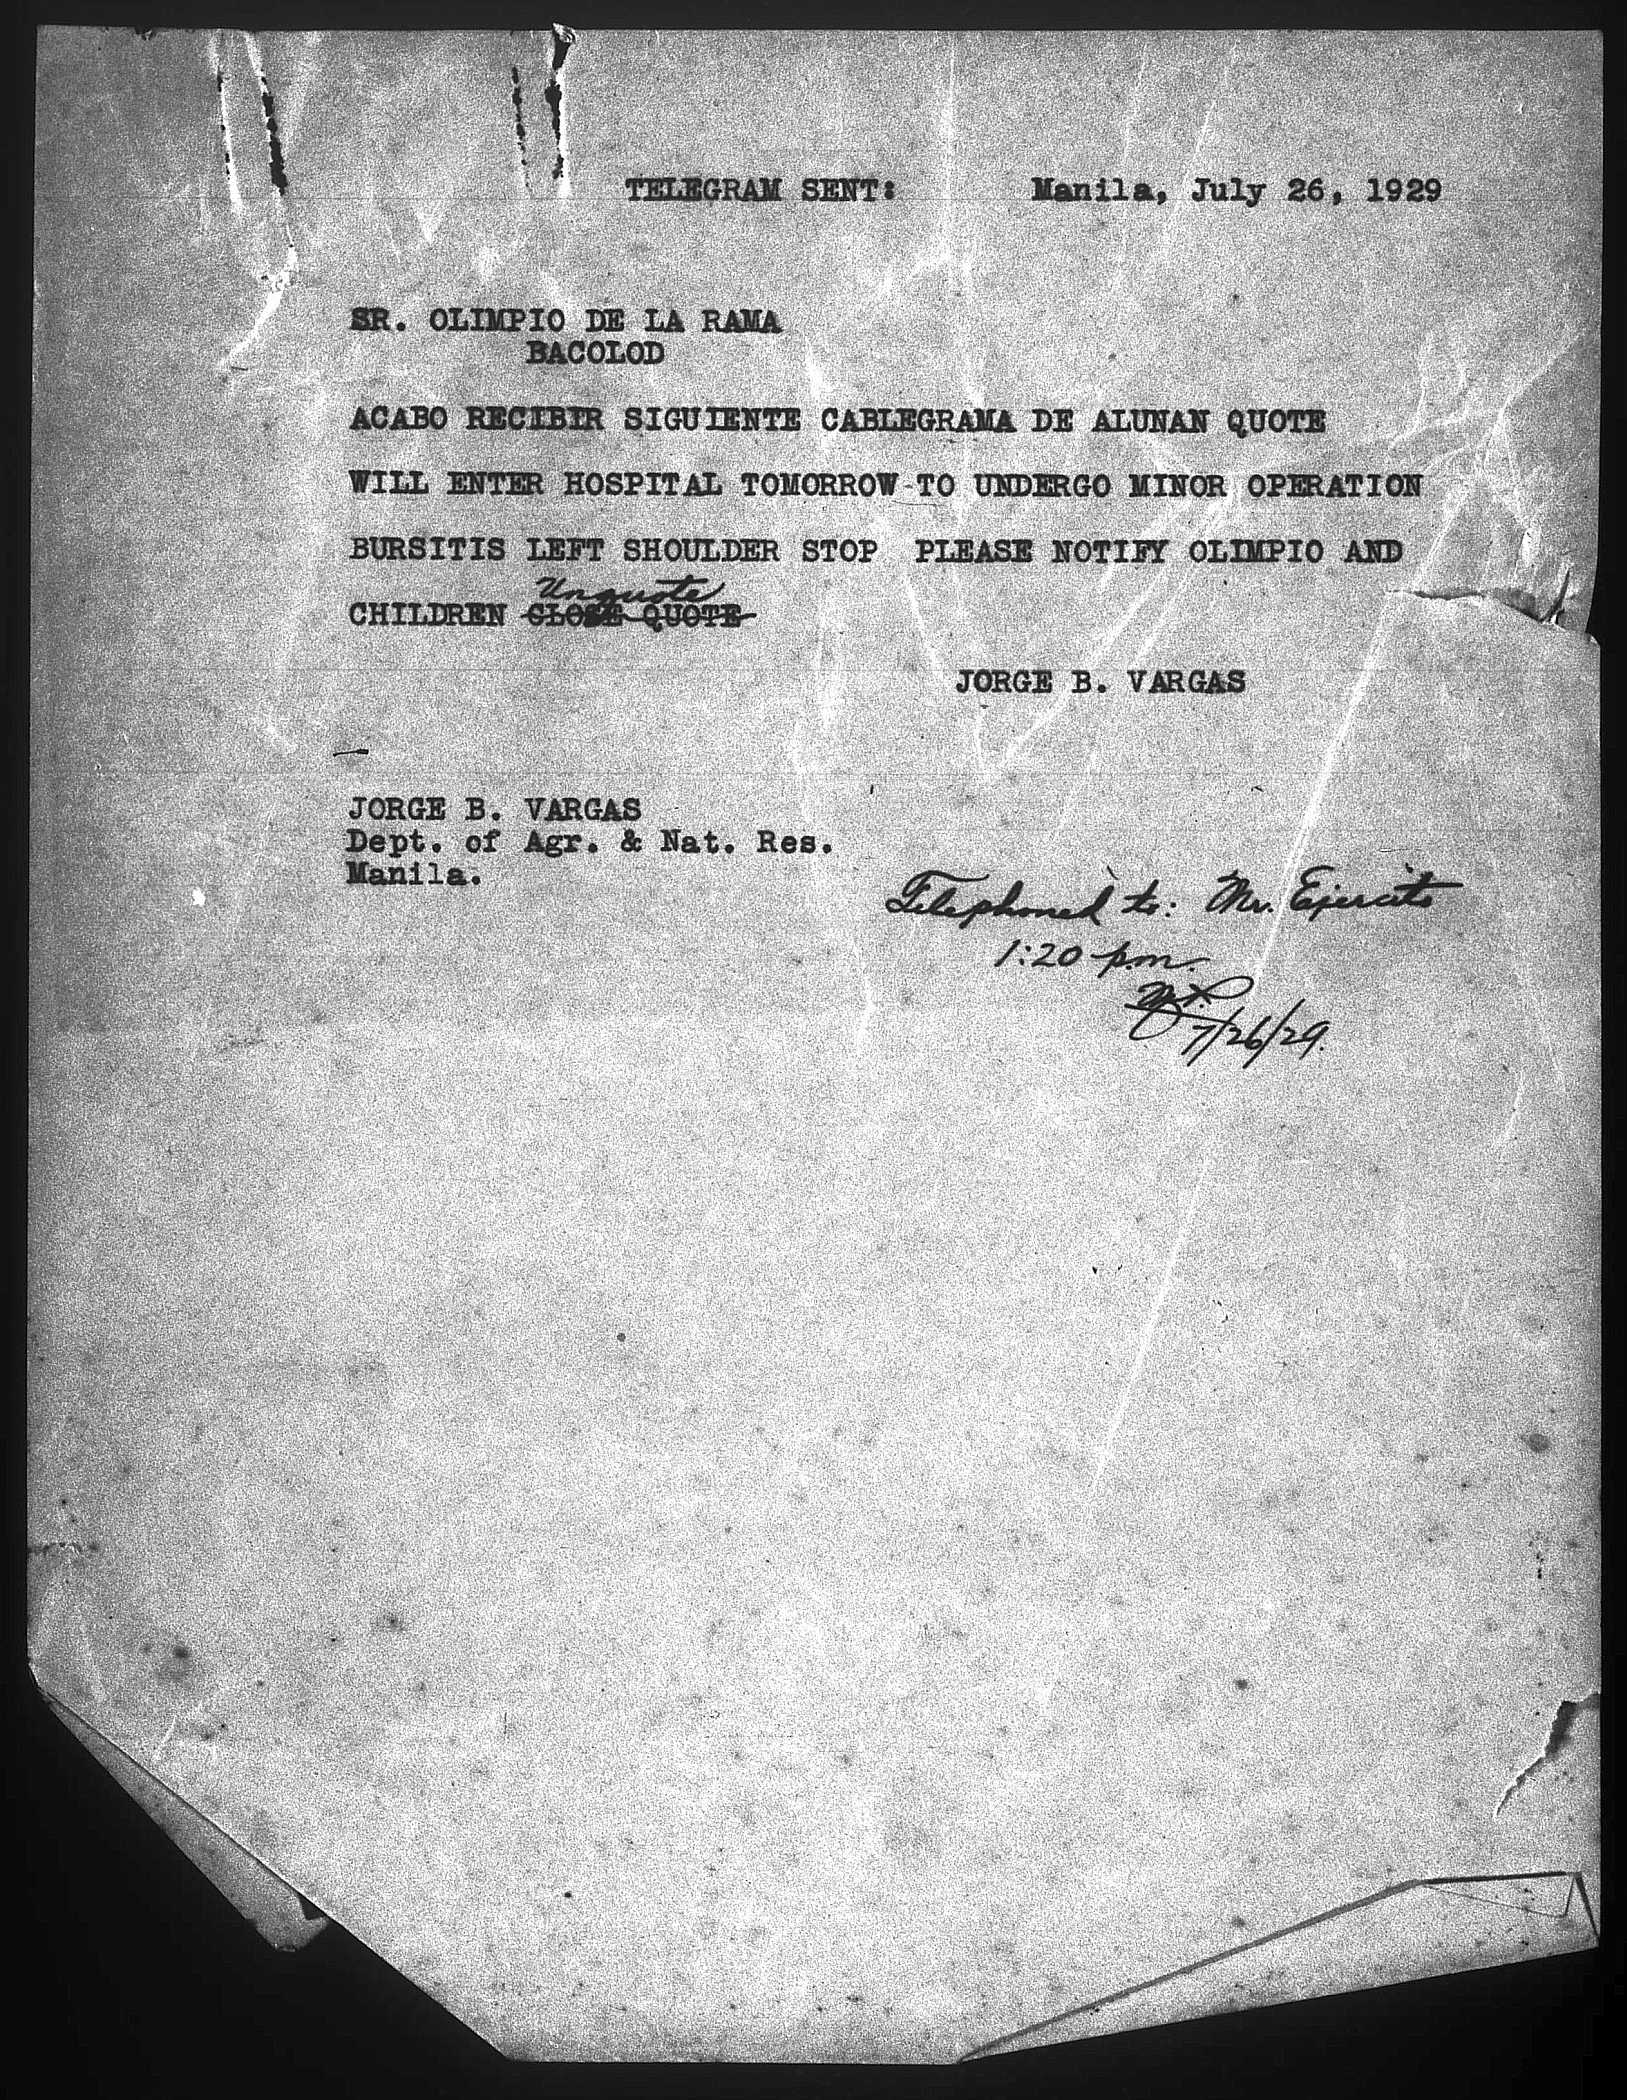 TELEGRAM SENT: Manila, July 26, 1929
SR. OLIMPIO DE LA RAMA
BACOLOD
ACABO RECIBIR SIGUIENTE CABLEGRAMA DE ALUNAN QUOTE
WILL ENTER HOSPITAL TOMORROW TO UNDERGO MINOR OPERATION
BURSITIS LEFT SHOULDER STOP PLEASE NOTIFY OLIMPIO AND
Unquote
CHILDREN CLOSE QUOTE
JORGE B. VARGAS
JORGE B. VARGAS
Dept. of Agr. & Nat. Res.
Manila.
Telephoned to: Mr. Ejercito
1:20 p.m.
7/26/29.